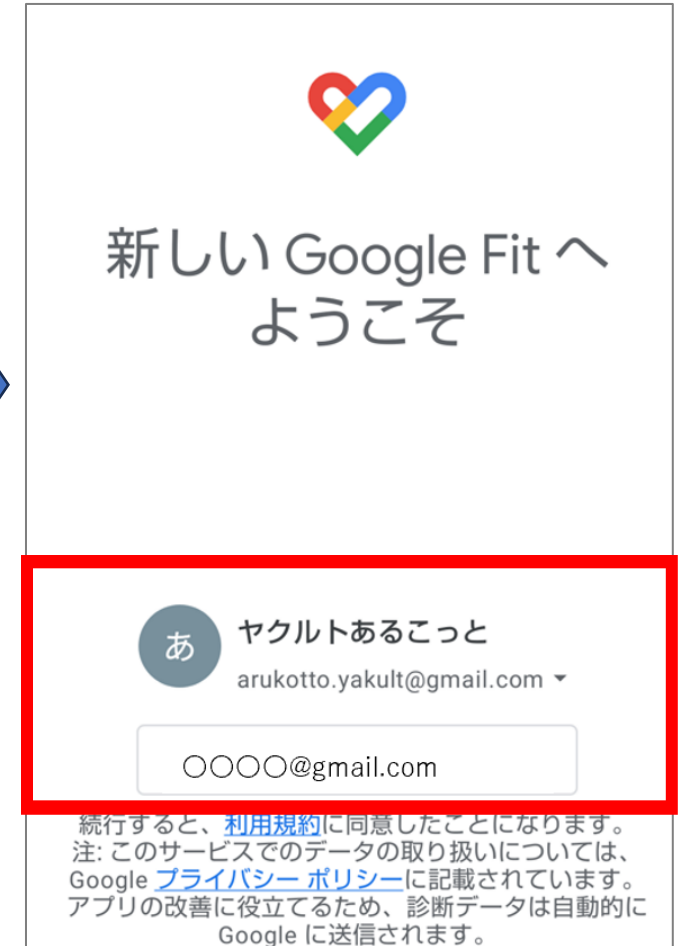 新しい Google Fit へ
ようこそ
あ
ヤクルトあるこっと
arukotto.yakult@gmail.com
〇〇〇〇@gmail.com
続行すると、利用規約に同意したことになります。
注: このサービスでのデータの取り扱いについては、
Google プライバシー ポリシーに記載されています。
アプリの改善に役立てるため、診断データは自動的に
Google に送信されます。